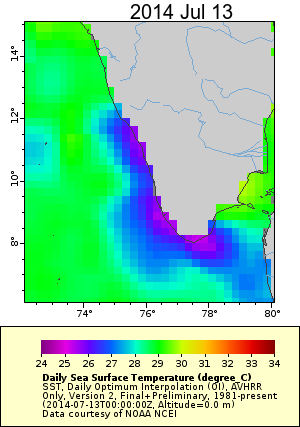 2014 Jul 13
14°
12°
10°
8°
74° 76° 78° 80°
24 25 26 27 28 29 30 31 32 33 34
Daily Sea Surface Temperature (degree_C)
SST, Daily Optimum Interpolation (OI), AVHRR
Only, Version 2, Final+Preliminary, 1981-present
(2014-07-13T00:00:00Z, Altitude=0.0 m)
Data courtesy of NOAA NCEI